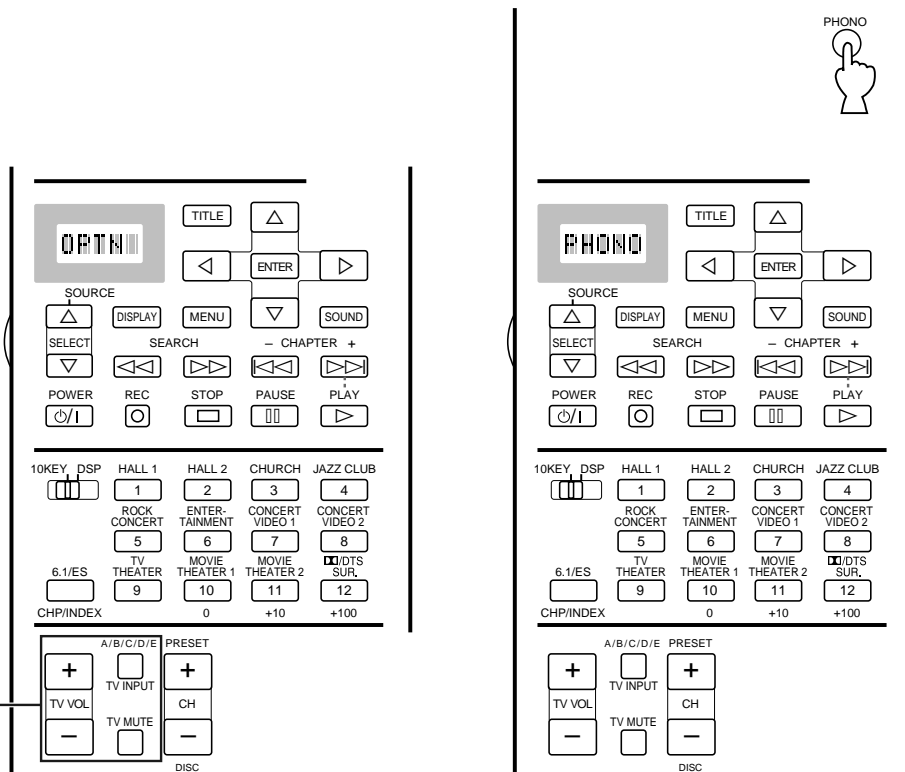 TITLE
OPTN
ENTER
SOURCE
DISPLAY MENU SOUND
SELECT SEARCH – CHAPTER +
POWER REC STOP PAUSE PLAY
10KEY DSP HALL 1 HALL 2 CHURCH JAZZ CLUB
1 2 3 4
ROCK CONCERT ENTER-TAINMENT CONCERT VIDEO 1 CONCERT VIDEO 2
5 6 7 8
6.1/ES TV THEATER MOVIE THEATER 1 MOVIE THEATER 2 /DTS SUR.
9 10 11 12
CHP/INDEX 0 +10 +100
A/B/C/D/E PRESET
+ +
TV INPUT
TV VOL CH
TV MUTE
– –
DISC
PHONO
TITLE
PHONO
ENTER
SOURCE
DISPLAY MENU SOUND
SELECT SEARCH – CHAPTER +
POWER REC STOP PAUSE PLAY
10KEY DSP HALL 1 HALL 2 CHURCH JAZZ CLUB
1 2 3 4
ROCK CONCERT ENTER-TAINMENT CONCERT VIDEO 1 CONCERT VIDEO 2
5 6 7 8
6.1/ES TV THEATER MOVIE THEATER 1 MOVIE THEATER 2 /DTS SUR.
9 10 11 12
CHP/INDEX 0 +10 +100
A/B/C/D/E PRESET
+ +
TV INPUT
TV VOL CH
TV MUTE
– –
DISC